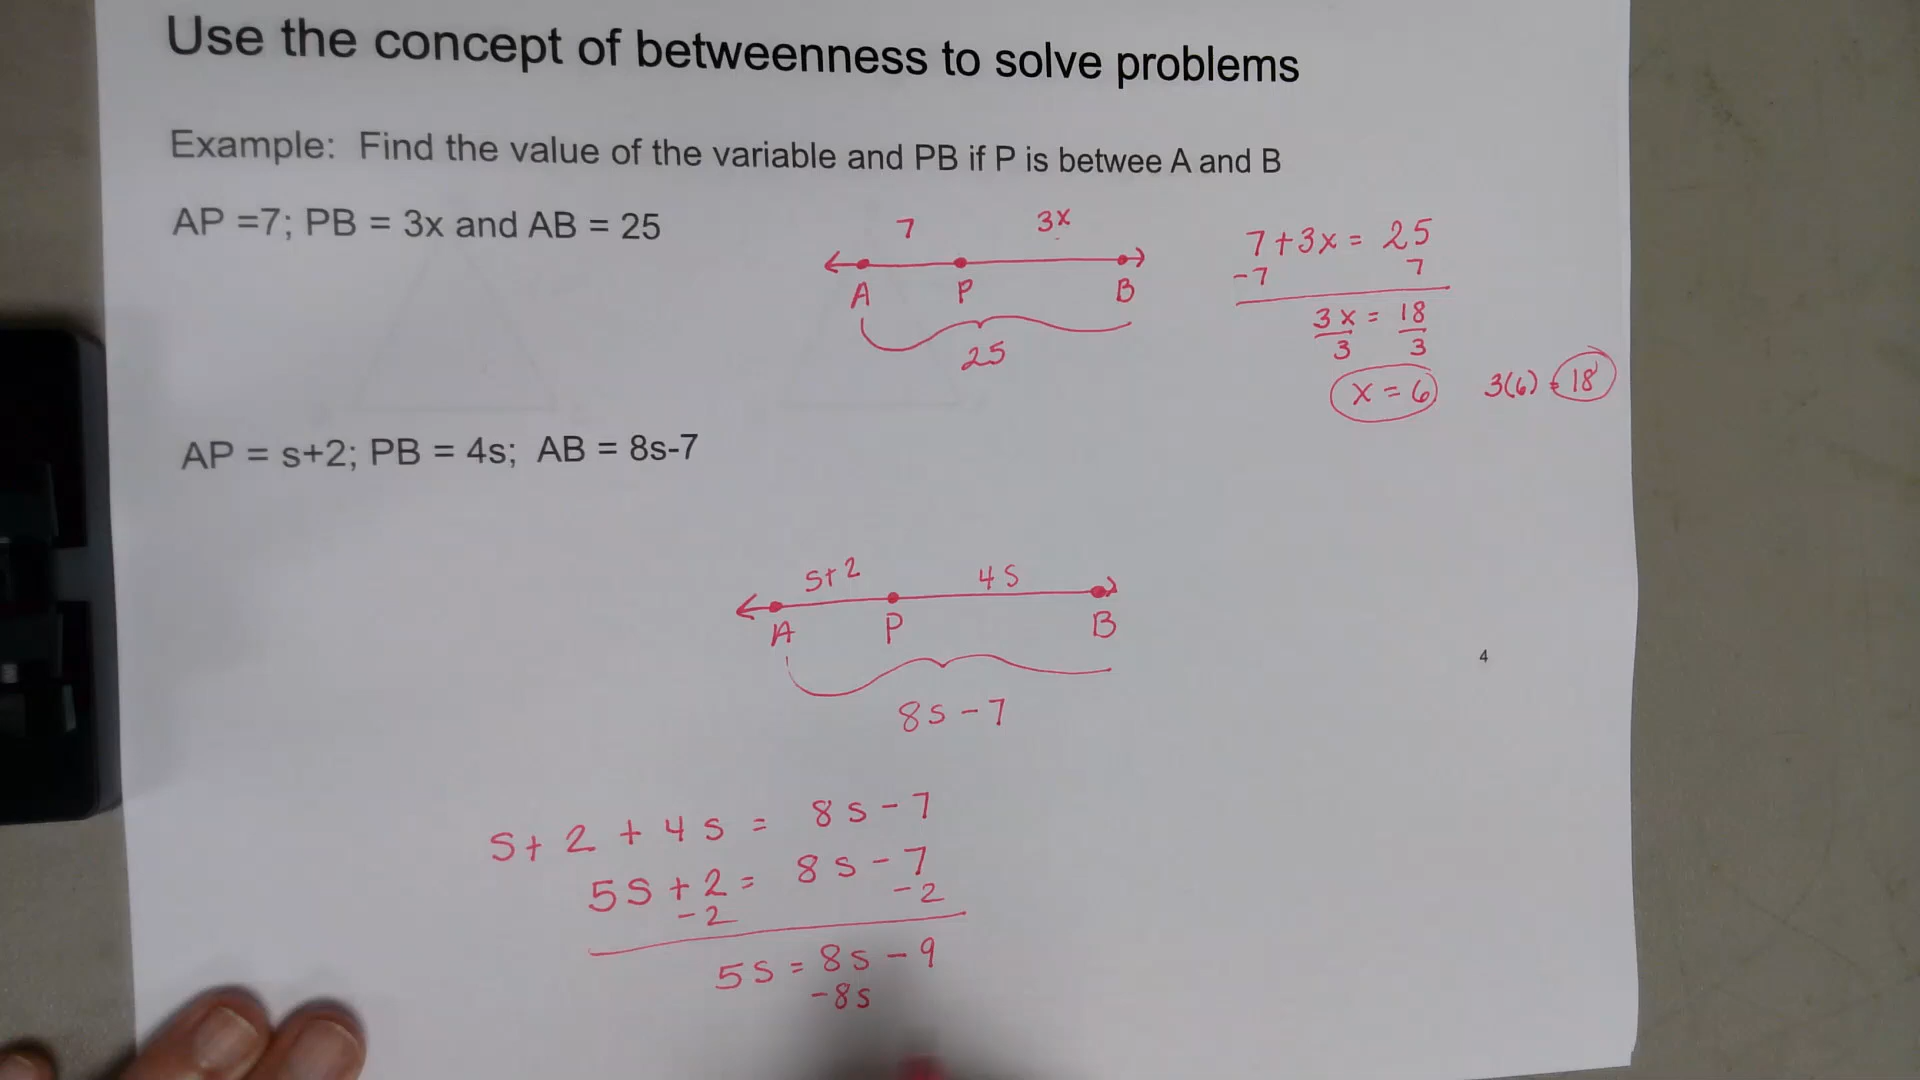 Use the concept of betweenness to solve problems
Example: Find the value of the variable and PB if P is betwee A and B
AP =7; PB = 3x and AB = 25
7 3x
A P B
25
7+3x = 25
-7 7
3x = 18
3 3
x = 6 3(6) = 18
AP = s+2; PB = 4s; AB = 8s-7
s+2 4s
A P B
8s-7
4
s+2+4s = 8s-7
5s+2 = 8s-7
-2 -2
5s = 8s-9
-8s